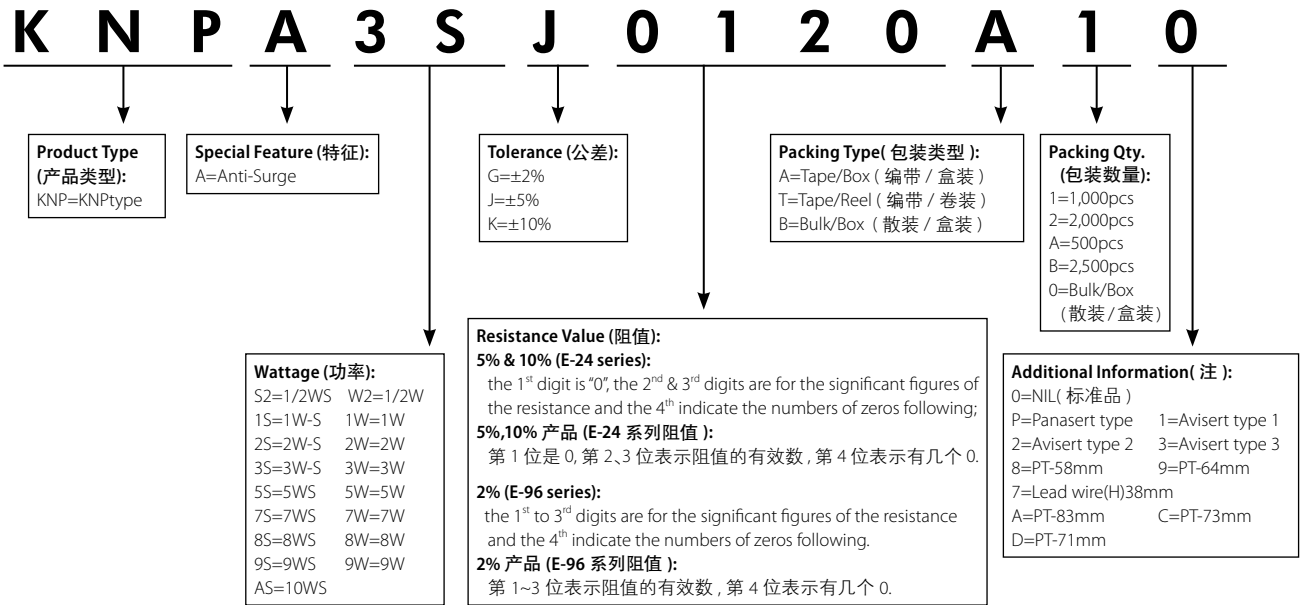 K N P A 3 S J 0 1 2 0 A 1 0
Product Type
(产品类型):
KNP=KNPtype
Special Feature (特征):
A=Anti-Surge
Tolerance (公差):
G=±2%
J=±5%
K=±10%
Packing Type( 包装类型 ):
A=Tape/Box ( 编带 / 盒装 )
T=Tape/Reel ( 编带 / 卷装 )
B=Bulk/Box ( 散装 / 盒装 )
Packing Qty.
(包装数量):
1=1,000pcs
2=2,000pcs
A=500pcs
B=2,500pcs
0=Bulk/Box
(散装 / 盒装)
Wattage (功率):
S2=1/2WS W2=1/2W
1S=1W-S 1W=1W
2S=2W-S 2W=2W
3S=3W-S 3W=3W
5S=5WS 5W=5W
7S=7WS 7W=7W
8S=8WS 8W=8W
9S=9WS 9W=9W
AS=10WS
Resistance Value (阻值):
5% & 10% (E-24 series):
the 1st digit is “0”, the 2nd & 3rd digits are for the significant figures of
the resistance and the 4th indicate the numbers of zeros following;
5%,10% 产品 (E-24 系列阻值 ):
第 1 位是 0, 第 2、3 位表示阻值的有效数 , 第 4 位表示有几个 0.
2% (E-96 series):
the 1st to 3rd digits are for the significant figures of the resistance
and the 4th indicate the numbers of zeros following.
2% 产品 (E-96 系列阻值 ):
第 1~3 位表示阻值的有效数 , 第 4 位表示有几个 0.
Additional Information( 注 ):
0=NIL( 标准品 )
P=Panasert type 1=Avisert type 1
2=Avisert type 2 3=Avisert type 3
8=PT-58mm 9=PT-64mm
7=Lead wire(H)38mm
A=PT-83mm C=PT-73mm
D=PT-71mm